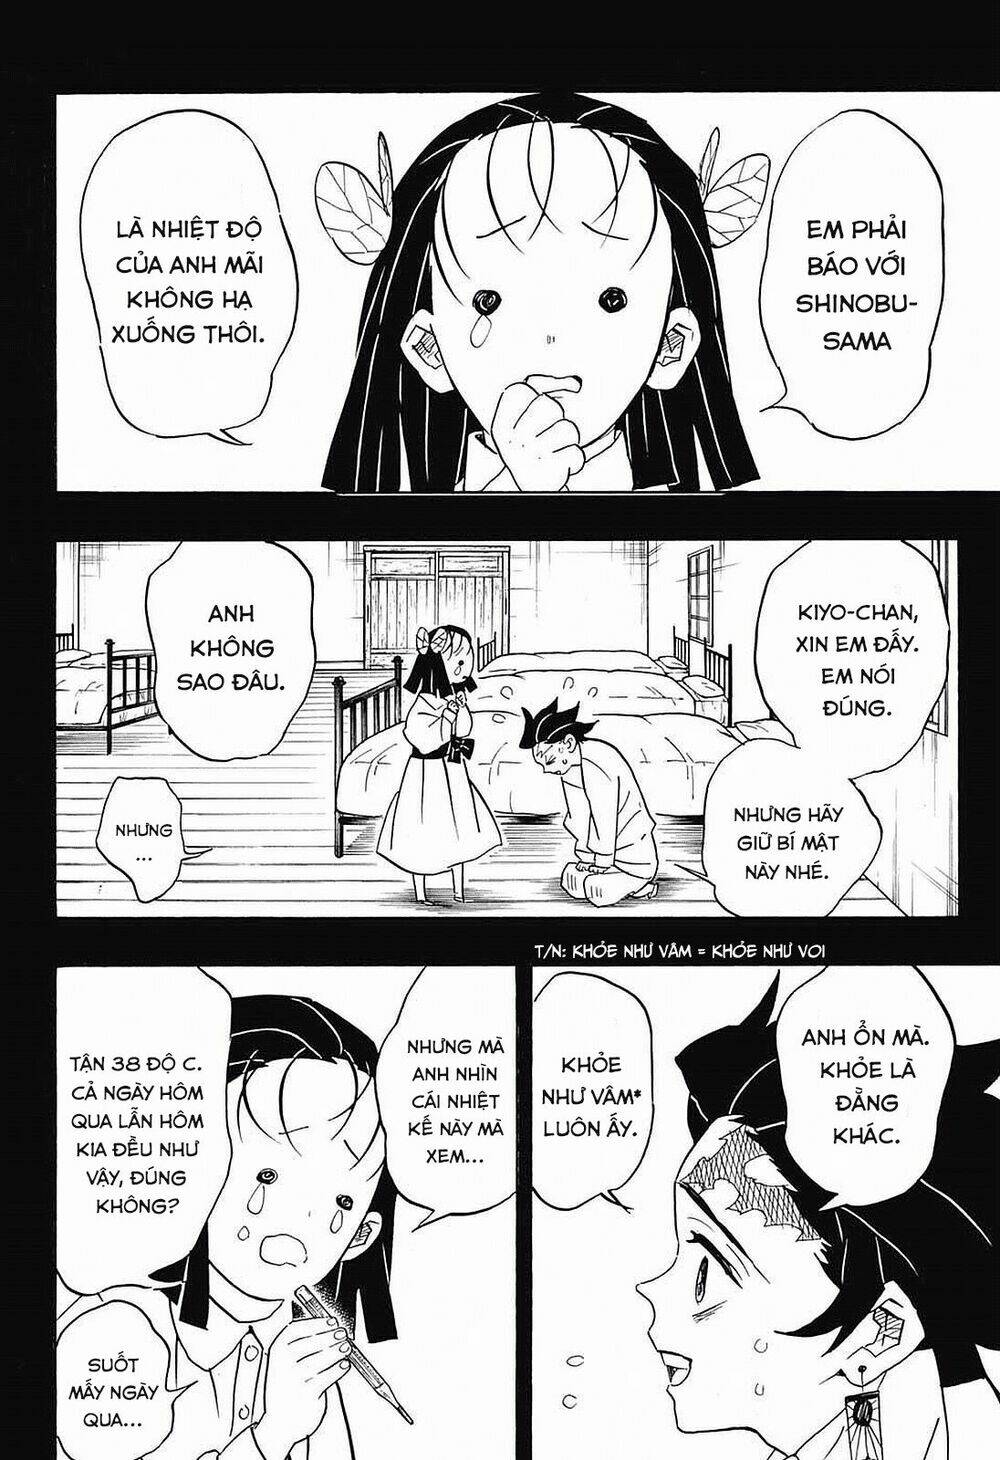 EM PHẢI
BÁO VỚI
SHINOBU-
SAMA
LÀ NHIỆT ĐỘ
CỦA ANH MÃI
KHÔNG HẠ
XUỐNG THÔI.
KIYO-CHAN,
XIN EM ĐẤY.
EM NÓI
ĐÚNG.
NHƯNG HÃY
GIỮ BÍ MẬT
NÀY NHÉ.
ANH
KHÔNG
SAO ĐÂU.
NHƯNG
...
T/N: KHỎE NHƯ VÂM = KHỎE NHƯ VOI
ANH ỔN MÀ.
KHỎE LÀ
ĐẰNG
KHÁC.
KHỎE
NHƯ VÂM*
LUÔN ẤY.
NHƯNG MÀ
ANH NHÌN
CÁI NHIỆT
KẾ NÀY MÀ
XEM...
TẬN 38 ĐỘ C.
CẢ NGÀY HÔM
QUA LẪN HÔM
KIA ĐỀU NHƯ
VẬY, ĐÚNG
KHÔNG?
SUỐT
MẤY NGÀY
QUA...